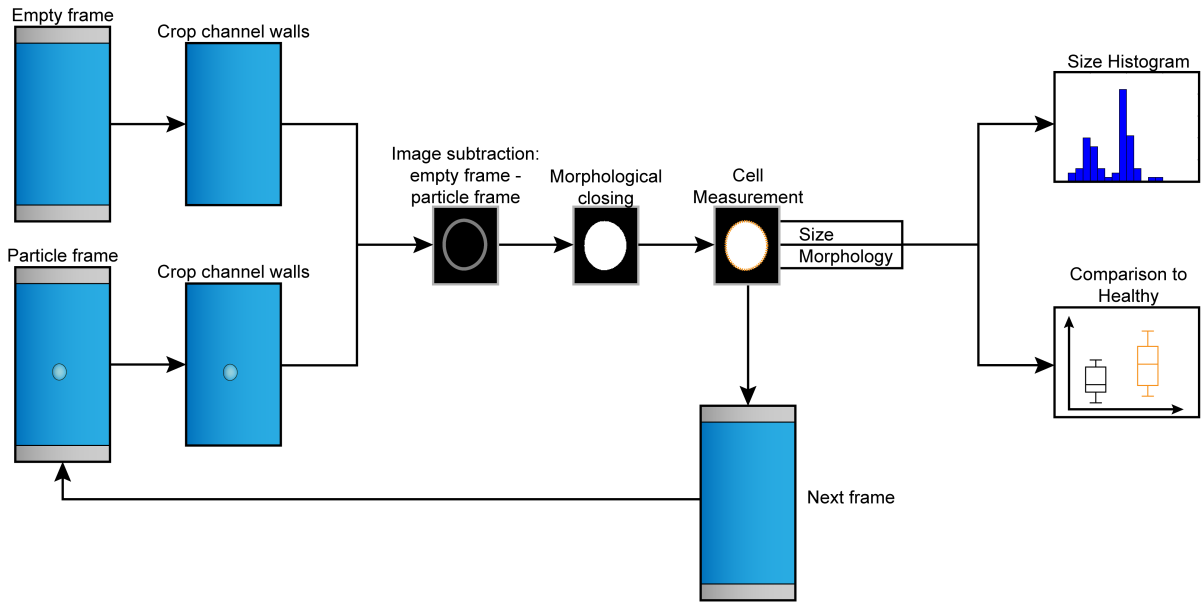 Empty frame
Crop channel walls
Size Histogram
Image subtraction:
empty frame -
particle frame
Morphological
closing
Cell
Measurement
Size
Morphology
Particle frame
Crop channel walls
Comparison to
Healthy
Next frame